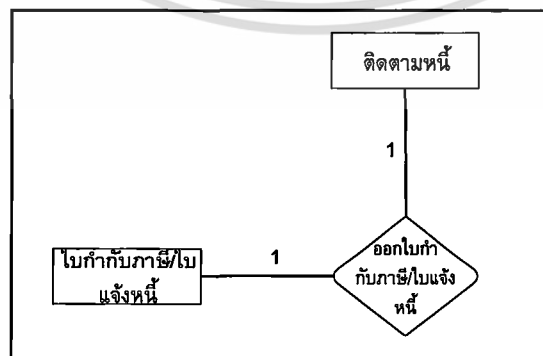 ติดตามหนี้
1
ใบกำกับภาษี/ใบ
แจ้งหนี้
1
ออกใบกำ
กับภาษี/ใบแจ้ง
หนี้